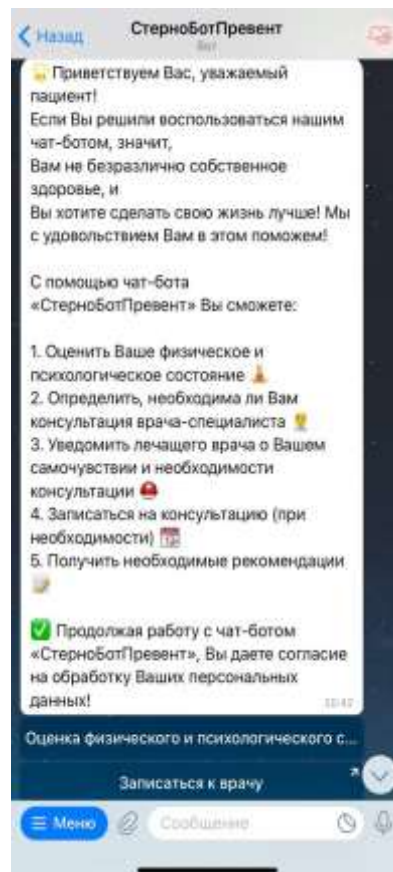 Назад
СтерноБотПревент
бот
Приветствуем Вас, уважаемый
пациент!
Если Вы решили воспользоваться нашим
чат-ботом, значит,
Вам не безразлично собственное
здоровье, и
Вы хотите сделать свою жизнь лучше! Мы
с удовольствием Вам в этом поможем!
С помощью чат-бота
«СтерноБотПревент» Вы сможете:
1. Оценить Ваше физическое и
психологическое состояние
2. Определить, необходима ли Вам
консультация врача-специалиста
3. Уведомить лечащего врача о Вашем
самочувствии и необходимости
консультации
4. Записаться на консультацию (при
необходимости)
5. Получить необходимые рекомендации
Продолжая работу с чат-ботом
«СтерноБотПревент», Вы даете согласие
на обработку Ваших персональных
данных!
Оценка физического и психологического с...
Записаться к врачу
Меню
Сообщение